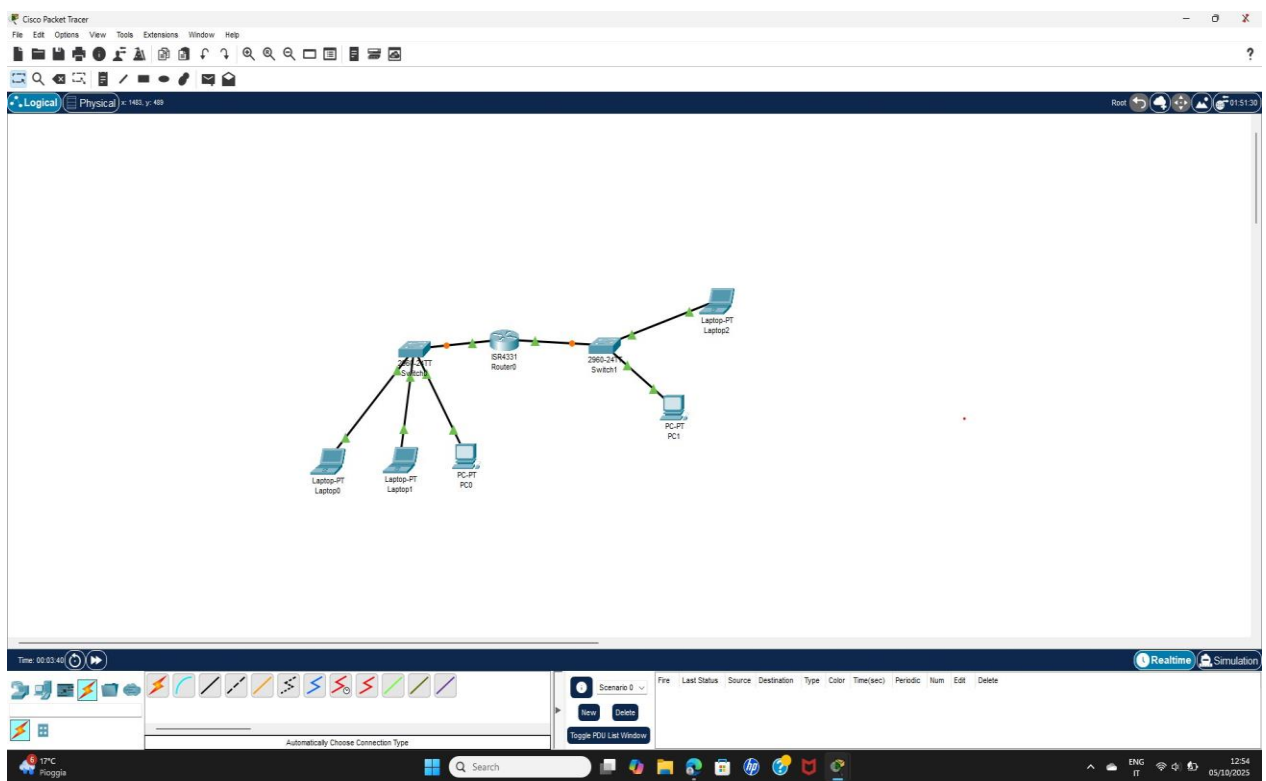 Cisco Packet Tracer
File Edit Options View Tools Extensions Window Help
?
Logical Physical x: 1483, y: 489 Root 01:51:30
Laptop-PT
Laptop2
ISR4331
Router0
2960-24TT
Switch0
2960-24TT
Switch1
PC-PT
PC1
Laptop-PT
Laptop0
Laptop-PT
Laptop1
PC-PT
PC0
Time: 00:03:40 Realtime Simulation
Scenario 0
Fire Last Status Source Destination Type Color Time(sec) Periodic Num Edit Delete
New Delete
Toggle PDU List Window
Automatically Choose Connection Type
6
17°C
Pioggia
Search
hp
ENG
IT
12:54
05/10/2025